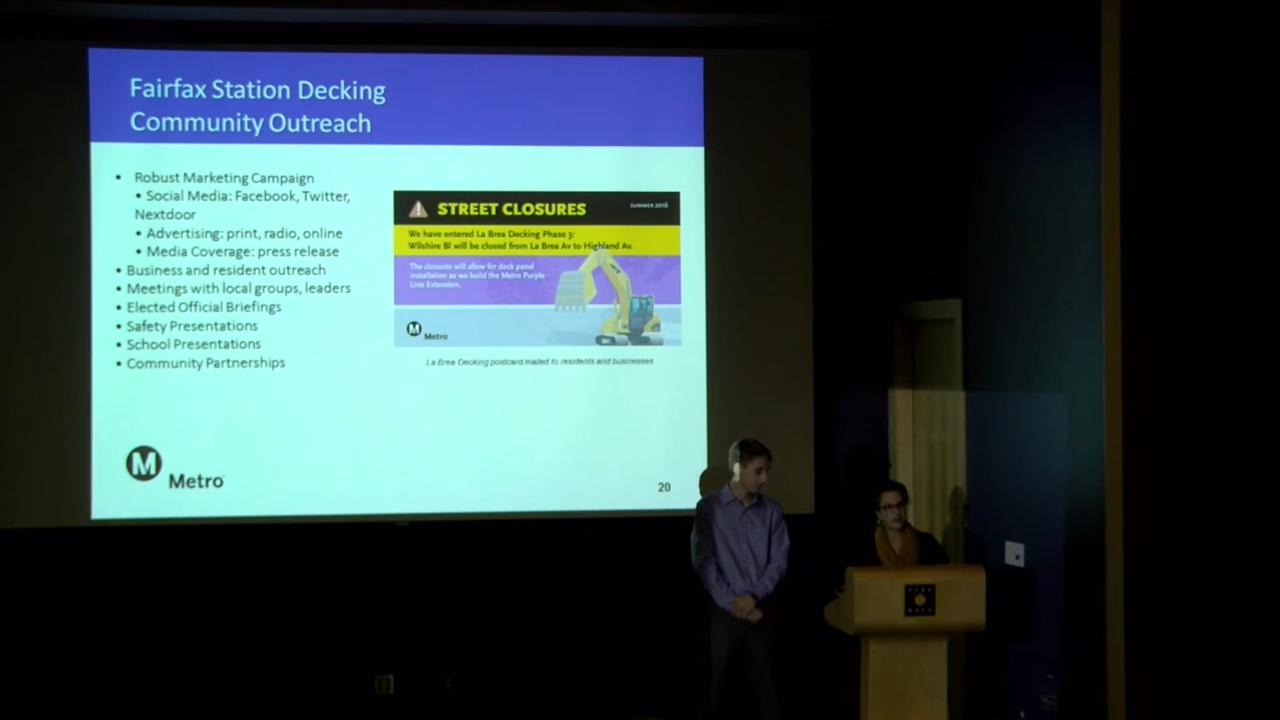 Fairfax Station Decking
Community Outreach
• Robust Marketing Campaign
• Social Media: Facebook, Twitter,
Nextdoor
• Advertising: print, radio, online
• Media Coverage: press release
• Business and resident outreach
• Meetings with local groups, leaders
• Elected Official Briefings
• Safety Presentations
• School Presentations
• Community Partnerships
STREET CLOSURES
SUMMER 2016
We have entered La Brea Decking Phase 3:
Wilshire Bl will be closed from La Brea Av to Highland Av.
The closures will allow for deck panel
installation as we build the Metro Purple
Line Extension.
M Metro
La Brea Decking postcard mailed to residents and businesses.
M Metro
20